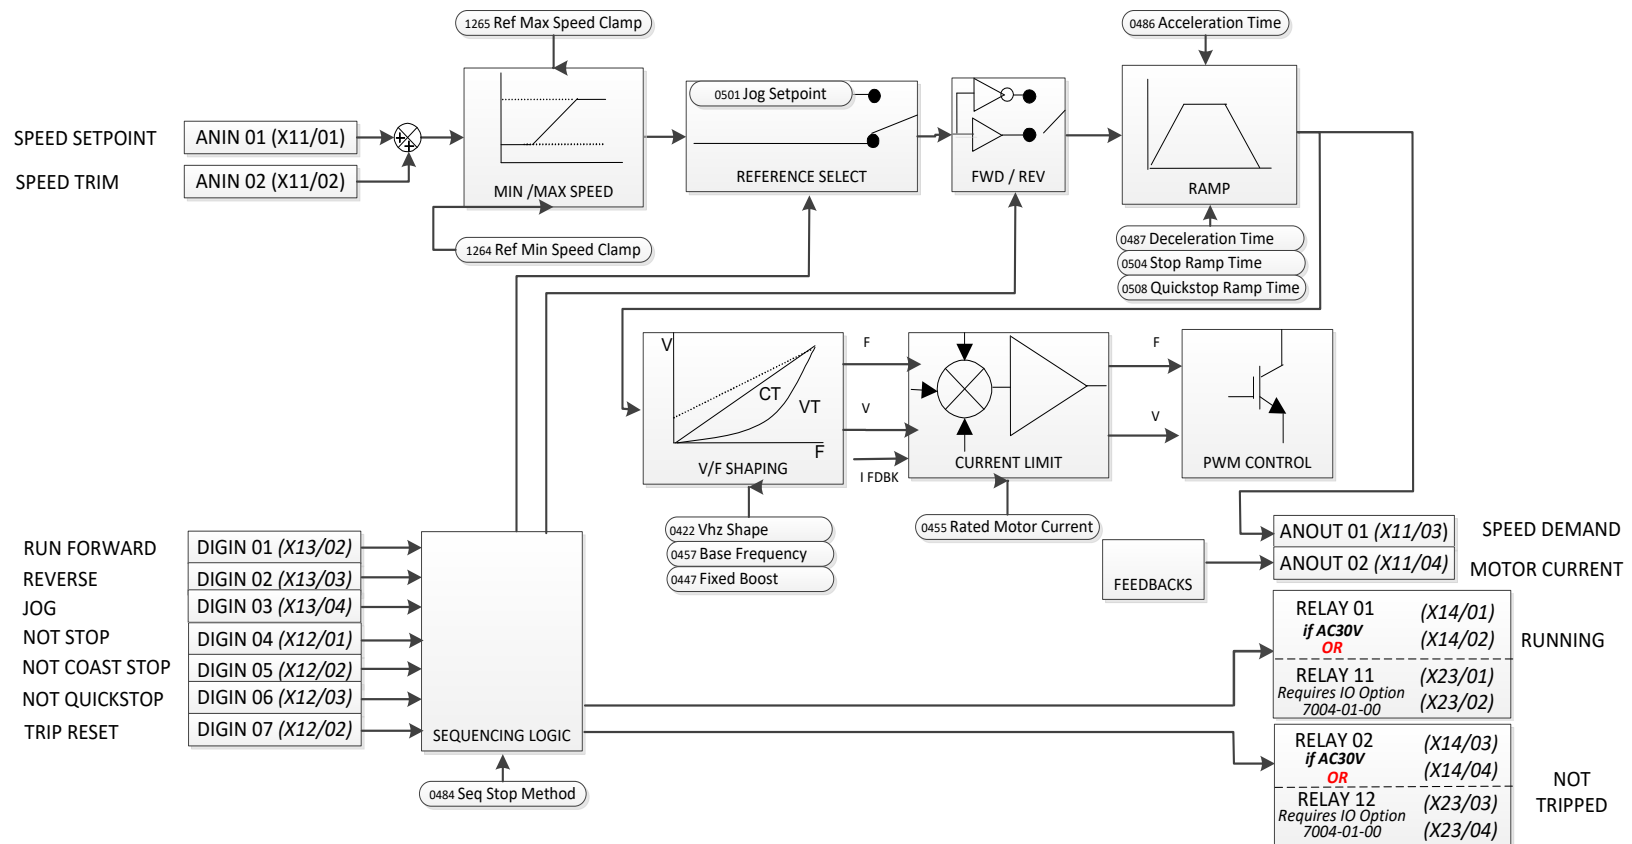 1265 Ref Max Speed Clamp
0486 Acceleration Time
0501 Jog Setpoint
SPEED SETPOINT
ANIN 01 (X11/01)
SPEED TRIM
ANIN 02 (X11/02)
+
+
MIN /MAX SPEED
REFERENCE SELECT
FWD / REV
RAMP
1264 Ref Min Speed Clamp
0487 Deceleration Time
0504 Stop Ramp Time
0508 Quickstop Ramp Time
V
CT
VT
F
V/F SHAPING
F
V
I FDBK
CURRENT LIMIT
F
V
PWM CONTROL
0422 Vhz Shape
0457 Base Frequency
0447 Fixed Boost
0455 Rated Motor Current
FEEDBACKS
ANOUT 01 (X11/03)
SPEED DEMAND
ANOUT 02 (X11/04)
MOTOR CURRENT
RUN FORWARD
DIGIN 01 (X13/02)
REVERSE
DIGIN 02 (X13/03)
JOG
DIGIN 03 (X13/04)
NOT STOP
DIGIN 04 (X12/01)
NOT COAST STOP
DIGIN 05 (X12/02)
NOT QUICKSTOP
DIGIN 06 (X12/03)
TRIP RESET
DIGIN 07 (X12/02)
SEQUENCING LOGIC
0484 Seq Stop Method
RELAY 01
if AC30V
OR
(X14/01)
(X14/02)
RUNNING
RELAY 11
Requires IO Option
7004-01-00
(X23/01)
(X23/02)
RELAY 02
if AC30V
OR
(X14/03)
(X14/04)
NOT
TRIPPED
RELAY 12
Requires IO Option
7004-01-00
(X23/03)
(X23/04)